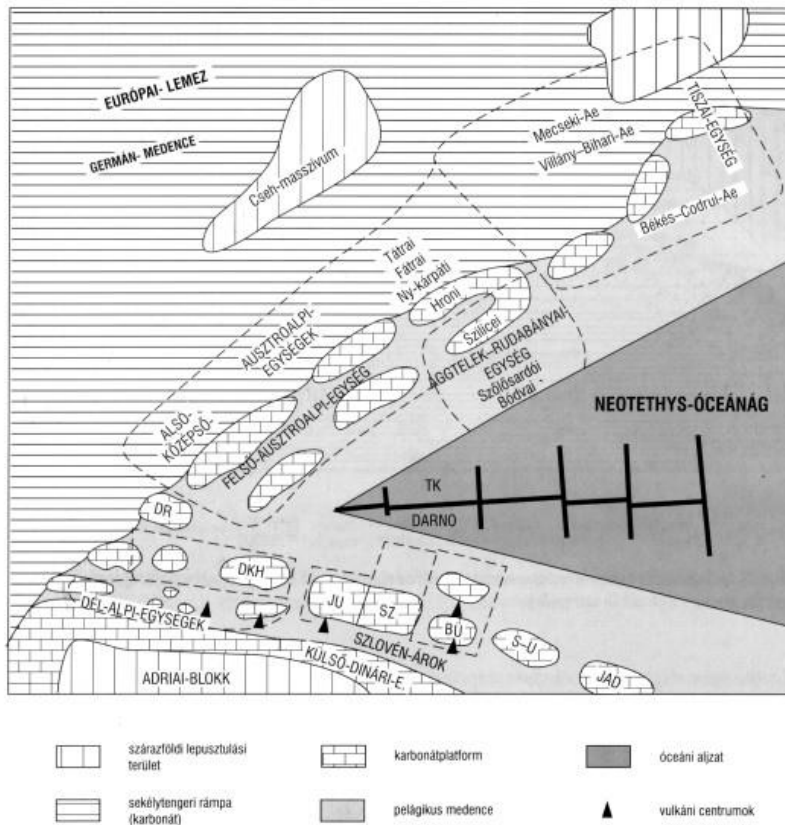 EURÓPAI- LEMEZ
GERMÁN- MEDENCE
Cseh-masszívum
Mecseki-Ae
Villány–Bihari-Ae
TISZAI-EGYSÉG
Békés–Codrui-Ae
Tátrai
Fátrai
Ny-kárpáti
Hroni
Szilicei
AUSZTROALPI-
EGYSÉGEK
ALSÓ-
KÖZÉPSŐ-
FELSŐ-AUSZTROALPI-EGYSÉG
AGGTELEK–RUDABÁNYAI-
EGYSÉG
Szőlősardói
Bódvai
NEOTETHYS-ÓCEÁNÁG
TK
DARNO
DR
DKH
JU
SZ
BÜ
S-U
JAD
DÉL-ALPI-EGYSÉGEK
SZLOVÉN-ÁROK
KÜLSŐ-DINÁRI-E.
ADRIAI-BLOKK
szárazföldi lepusztulási
terület
karbonátplatform
óceáni aljzat
sekélytengeri rámpa
(karbonát)
pelágikus medence
vulkáni centrumok